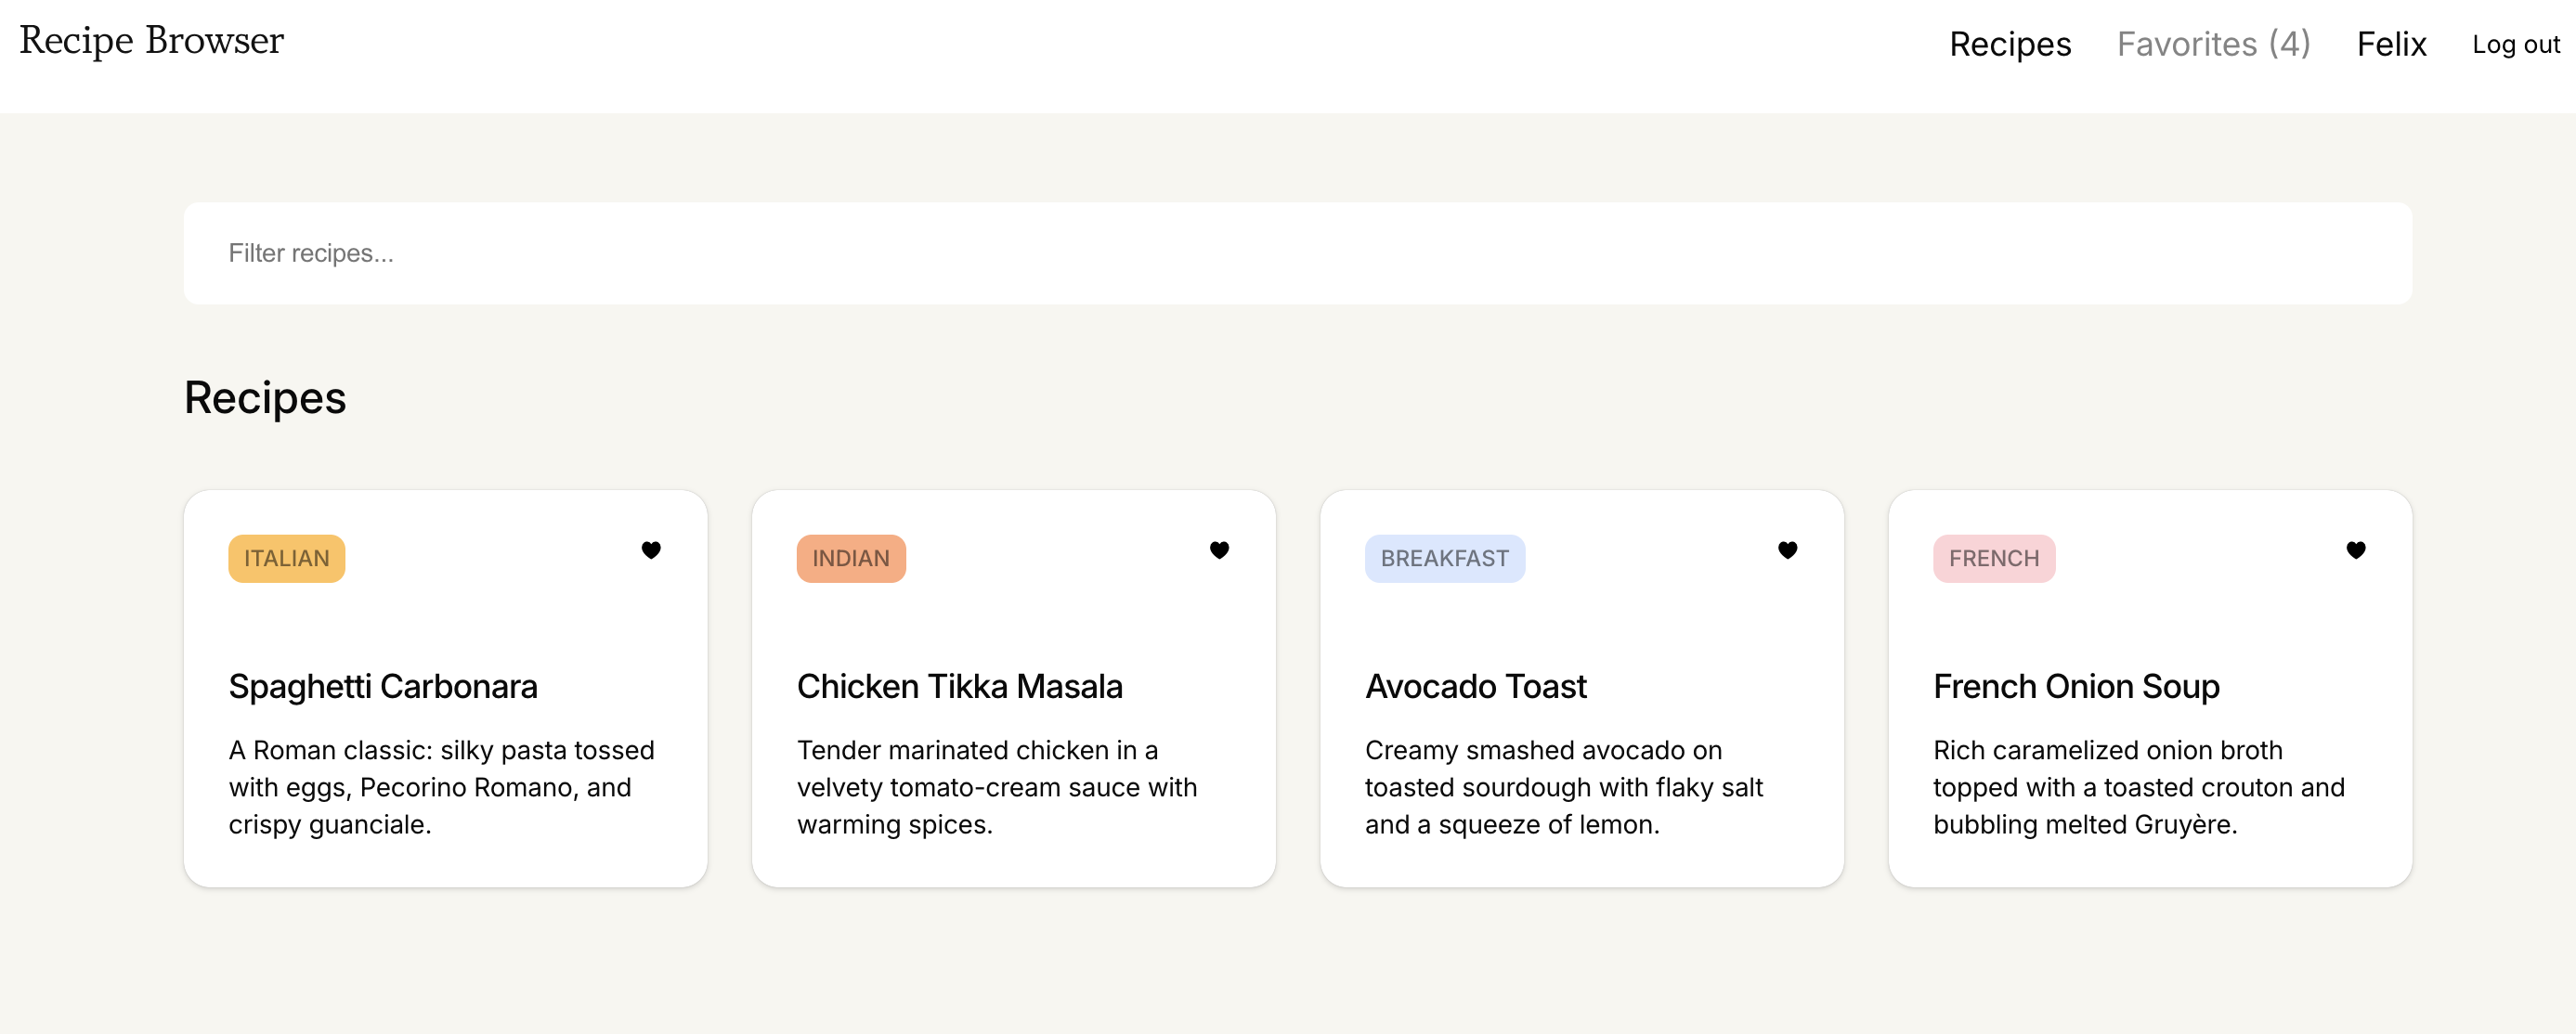 Recipe Browser
Recipes
Favorites (4)
Felix
Log out
Filter recipes...
Recipes
ITALIAN
Spaghetti Carbonara
A Roman classic: silky pasta tossed
with eggs, Pecorino Romano, and
crispy guanciale.
INDIAN
Chicken Tikka Masala
Tender marinated chicken in a
velvety tomato-cream sauce with
warming spices.
BREAKFAST
Avocado Toast
Creamy smashed avocado on
toasted sourdough with flaky salt
and a squeeze of lemon.
FRENCH
French Onion Soup
Rich caramelized onion broth
topped with a toasted crouton and
bubbling melted Gruyère.